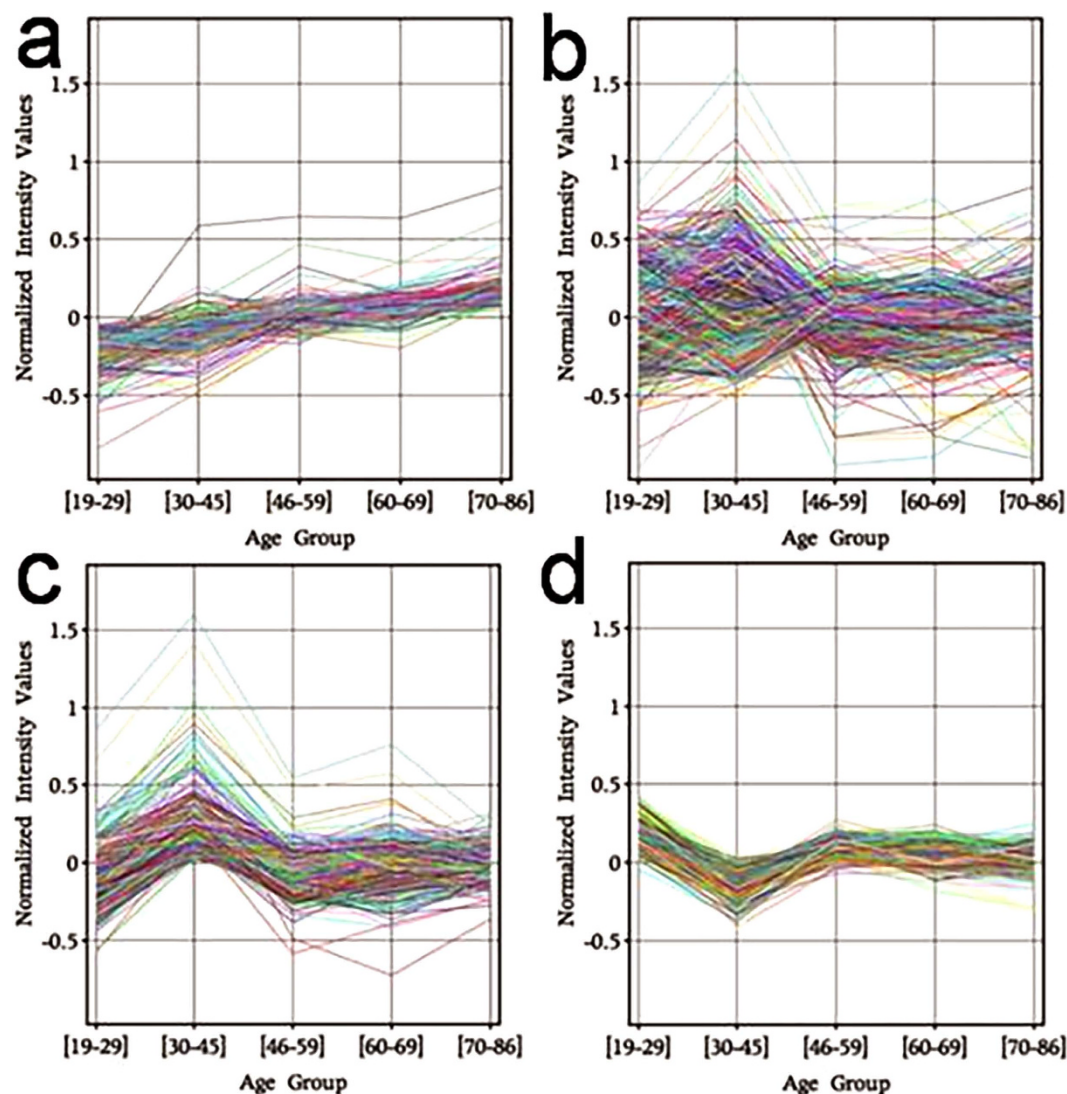 a
Normalized Intensity Values
1.5
1
0.5
0
-0.5
[19-29] [30-45] [46-59] [60-69] [70-86]
Age Group
b
Normalized Intensity Values
1.5
1
0.5
0
-0.5
[19-29] [30-45] [46-59] [60-69] [70-86]
Age Group
c
Normalized Intensity Values
1.5
1
0.5
0
-0.5
[19-29] [30-45] [46-59] [60-69] [70-86]
Age Group
d
Normalized Intensity Values
1.5
1
0.5
0
-0.5
[19-29] [30-45] [46-59] [60-69] [70-86]
Age Group